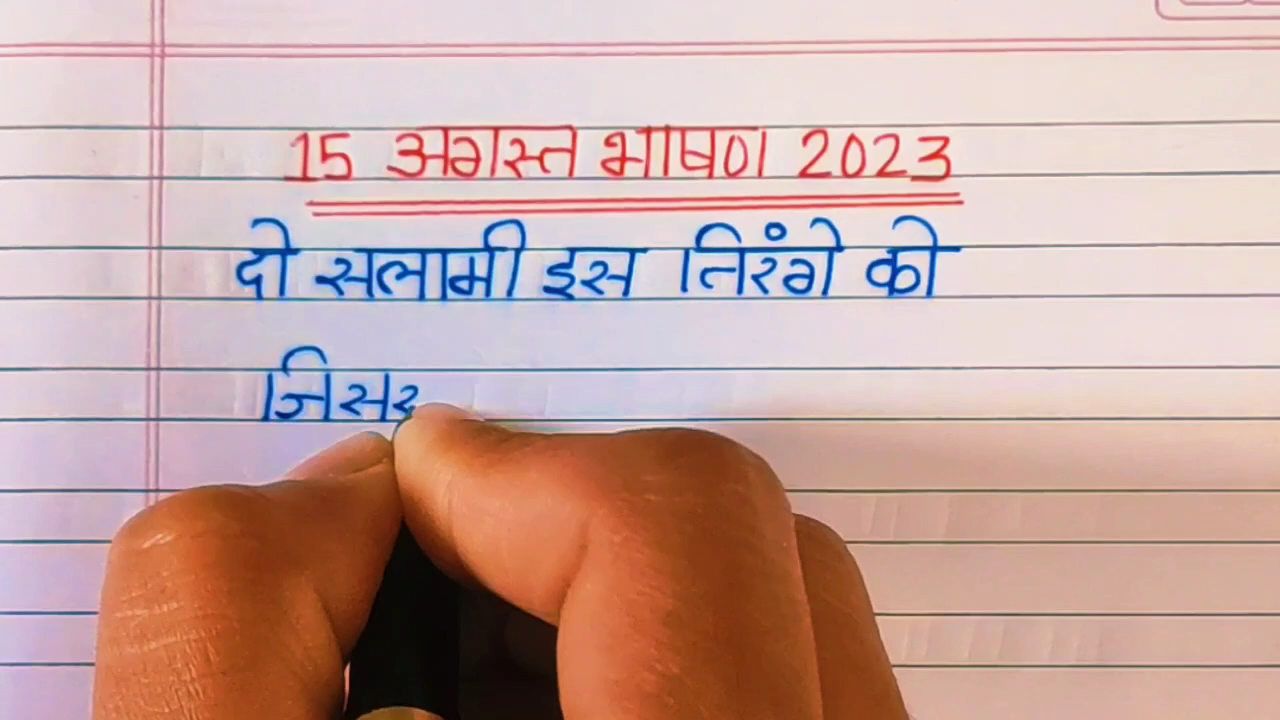 15 अगस्त भाषण 2023
दो सलामी इस तिरंगे को
जिस